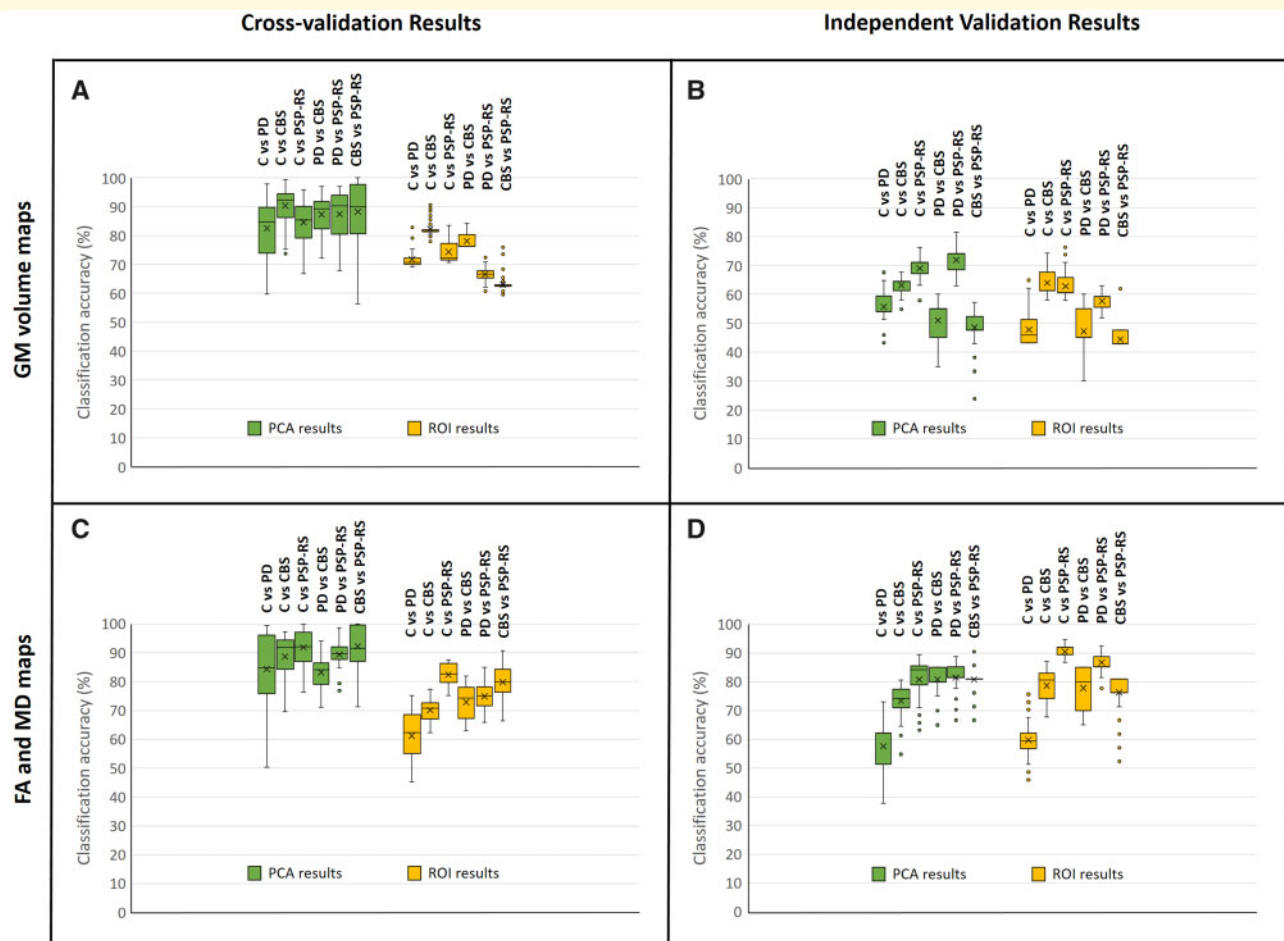 Cross-validation Results
Independent Validation Results
GM volume maps
A
C vs PD
C vs CBS
C vs PSP-RS
PD vs CBS
PD vs PSP-RS
CBS vs PSP-RS
C vs PD
C vs CBS
C vs PSP-RS
PD vs CBS
PD vs PSP-RS
CBS vs PSP-RS
Classification accuracy (%)
100
90
80
70
60
50
40
30
20
10
0
PCA results
ROI results
B
C vs PD
C vs CBS
C vs PSP-RS
PD vs CBS
PD vs PSP-RS
CBS vs PSP-RS
C vs PD
C vs CBS
C vs PSP-RS
PD vs CBS
PD vs PSP-RS
CBS vs PSP-RS
Classification accuracy (%)
100
90
80
70
60
50
40
30
20
10
0
PCA results
ROI results
FA and MD maps
C
C vs PD
C vs CBS
C vs PSP-RS
PD vs CBS
PD vs PSP-RS
CBS vs PSP-RS
C vs PD
C vs CBS
C vs PSP-RS
PD vs CBS
PD vs PSP-RS
CBS vs PSP-RS
Classification accuracy (%)
100
90
80
70
60
50
40
30
20
10
0
PCA results
ROI results
D
C vs PD
C vs CBS
C vs PSP-RS
PD vs CBS
PD vs PSP-RS
CBS vs PSP-RS
C vs PD
C vs CBS
C vs PSP-RS
PD vs CBS
PD vs PSP-RS
CBS vs PSP-RS
Classification accuracy (%)
100
90
80
70
60
50
40
30
20
10
0
PCA results
ROI results